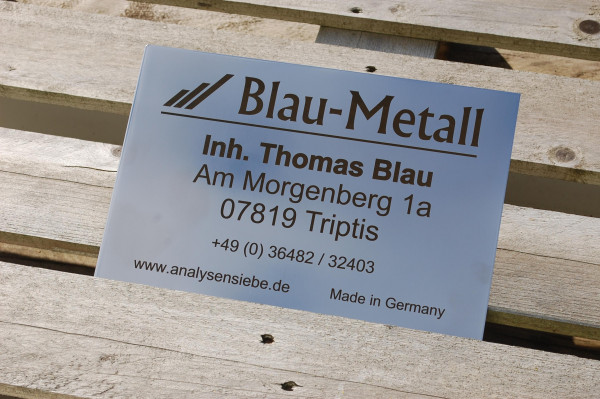 Blau-Metall
Inh. Thomas Blau
Am Morgenberg 1a
07819 Triptis
+49 (0) 36482 / 32403
www.analysensiebe.de
Made in Germany